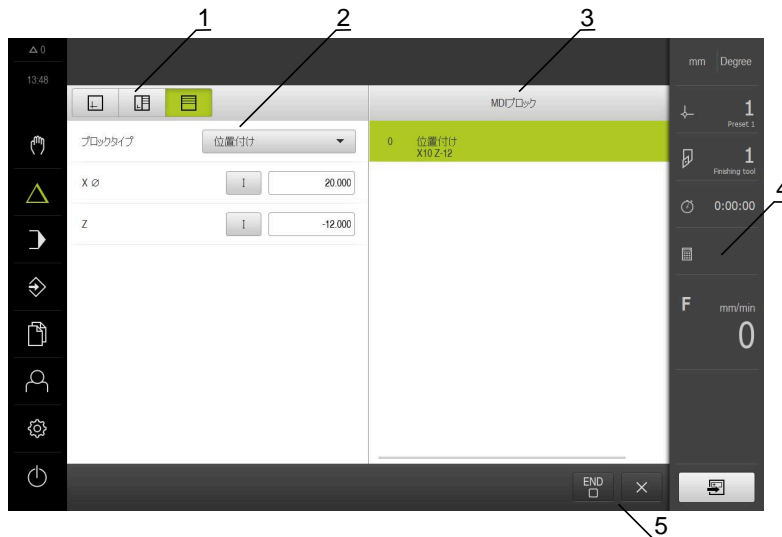 1
2
3
△ 0
13:48
mm Degree
MDIブロック
1
Preset 1
ブロックタイプ
位置付け
0 位置付け
X10 Z-12
1
Finishing tool
X ∅
I
20.000
4
0:00:00
Z
I
-12.000
F mm/min
0
END
5